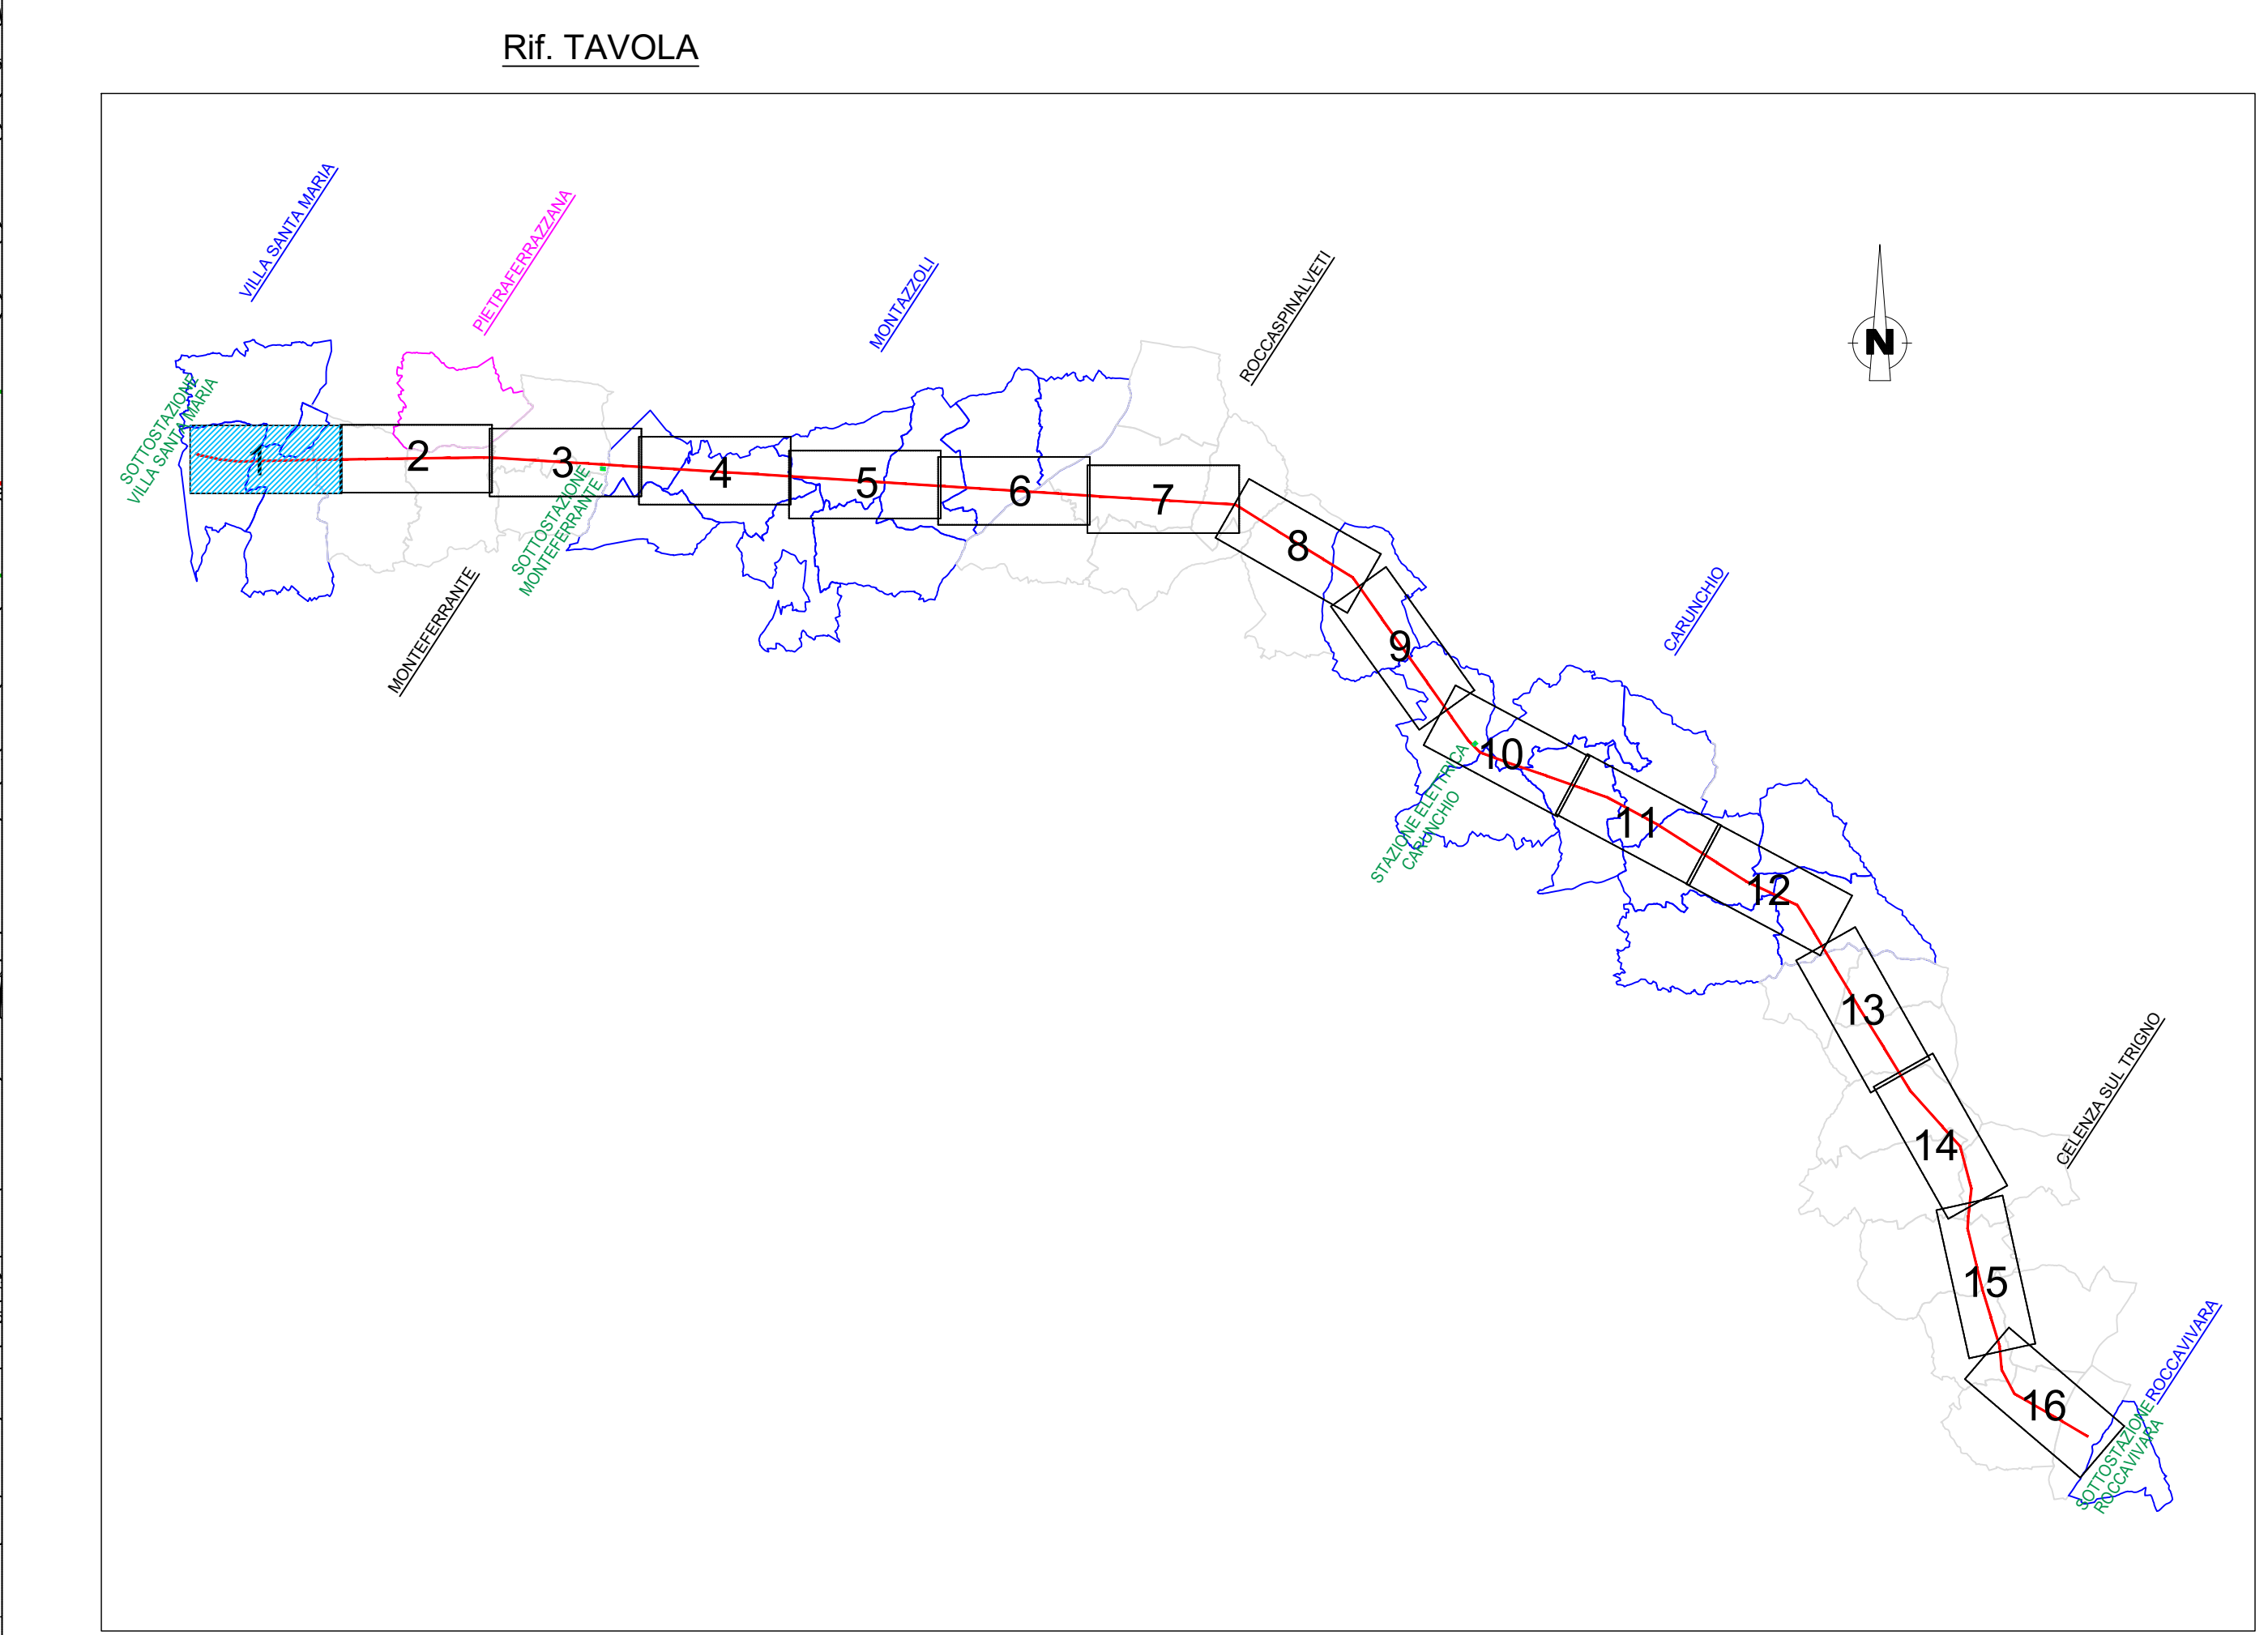 Rif. TAVOLA
VILLA SANTA MARIA
PIETRAFERRAZZANA
MONTAZZOLI
ROCCASPINALVETI
N
SOTTOSTAZIONE
VILLA SANTA MARIA
1
2
3
4
5
6
7
8
SOTTOSTAZIONE
MONTEFERRANTE
MONTEFERRANTE
9
CARUNCHIO
10
STAZIONE ELETTRICA
CARUNCHIO
11
12
13
CELENZA SUL TRIGNO
14
15
ROCCAVIVARA
16
SOTTOSTAZIONE
ROCCAVIVARA